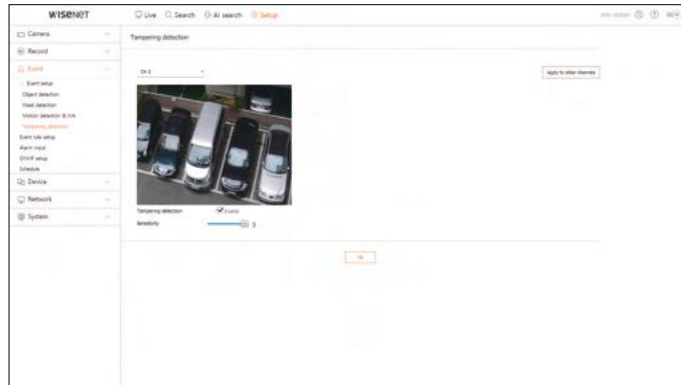 WISENET
Live Search AI search Setup
Camera
Record
Event
Event setup
Object detection
Mask detection
Motion detection & IVA
Tampering detection
Event rule setup
Alarm input
ONVIF setup
Schedule
Device
Network
System
Tampering detection
CH 2
Apply to other channels
Tampering detection Enable
Sensitivity 3
Ok